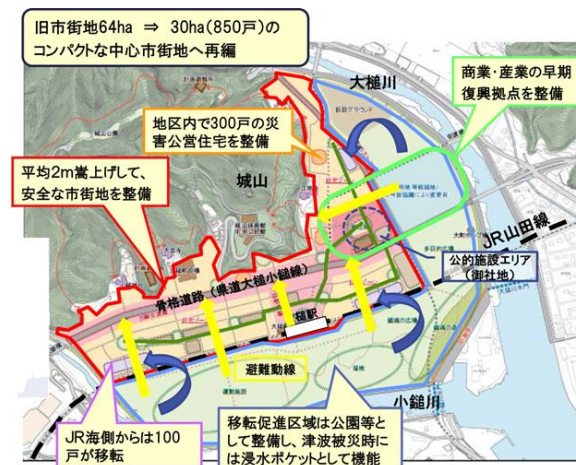 旧市街地64ha ⇒ 30ha(850戸)の
コンパクトな中心市街地へ再編
大槌川
商業・産業の早期
復興拠点を整備
地区内で300戸の災
害公営住宅を整備
城山
平均2m嵩上げして、
安全な市街地を整備
JR山田線
公的施設エリア
(御社地)
骨格道路(県道大槌小鎚線)
槌駅
避難動線
小鎚川
JR海側からは100
戸が移転
移転促進区域は公園等
として整備し、津波被災時に
は浸水ポケットとして機能